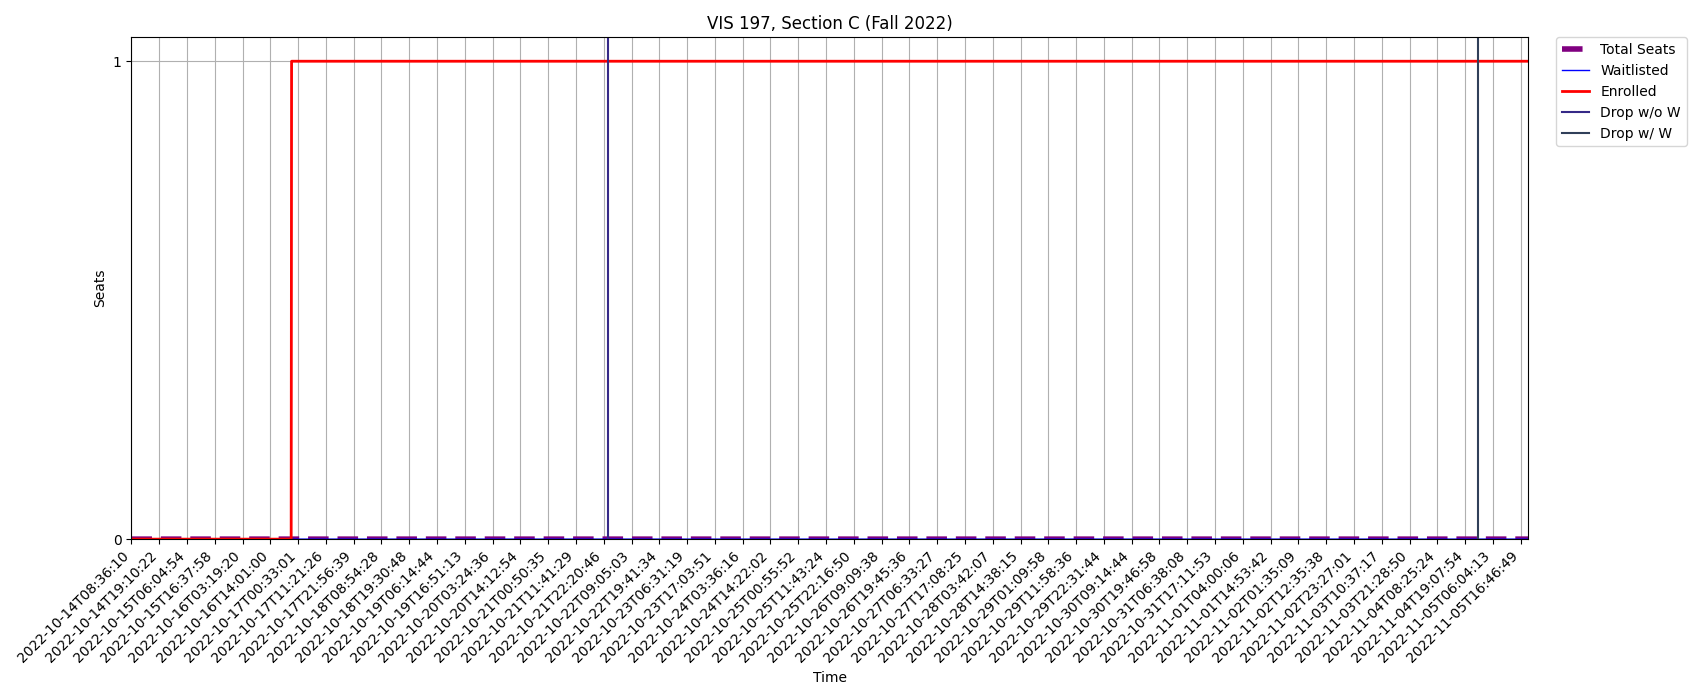 VIS 197, Section C (Fall 2022)
Total Seats
Waitlisted
Enrolled
Drop w/o W
Drop w/ W
Seats
1
0
2022-10-14T08:36:10
2022-10-14T19:10:22
2022-10-15T06:04:54
2022-10-15T16:37:58
2022-10-16T03:19:20
2022-10-16T14:01:00
2022-10-17T00:33:01
2022-10-17T11:21:26
2022-10-17T21:56:39
2022-10-18T08:54:28
2022-10-18T19:30:48
2022-10-19T06:14:44
2022-10-19T16:51:13
2022-10-20T03:24:36
2022-10-20T14:12:54
2022-10-21T00:50:35
2022-10-21T11:41:29
2022-10-21T22:20:46
2022-10-22T09:05:03
2022-10-22T19:41:34
2022-10-23T06:31:19
2022-10-23T17:03:51
2022-10-24T03:36:16
2022-10-24T14:22:02
2022-10-25T00:55:52
2022-10-25T11:43:24
2022-10-25T22:16:50
2022-10-26T09:09:38
2022-10-26T19:45:36
2022-10-27T06:33:27
2022-10-27T17:08:25
2022-10-28T03:42:07
2022-10-28T14:38:15
2022-10-29T01:09:58
2022-10-29T11:58:36
2022-10-29T22:31:44
2022-10-30T09:14:44
2022-10-30T19:46:58
2022-10-31T06:38:08
2022-10-31T17:11:53
2022-11-01T04:00:06
2022-11-01T14:53:42
2022-11-02T01:35:09
2022-11-02T12:35:38
2022-11-02T23:27:01
2022-11-03T10:37:17
2022-11-03T21:28:50
2022-11-04T08:25:24
2022-11-04T19:07:54
2022-11-05T06:04:13
2022-11-05T16:46:49
Time